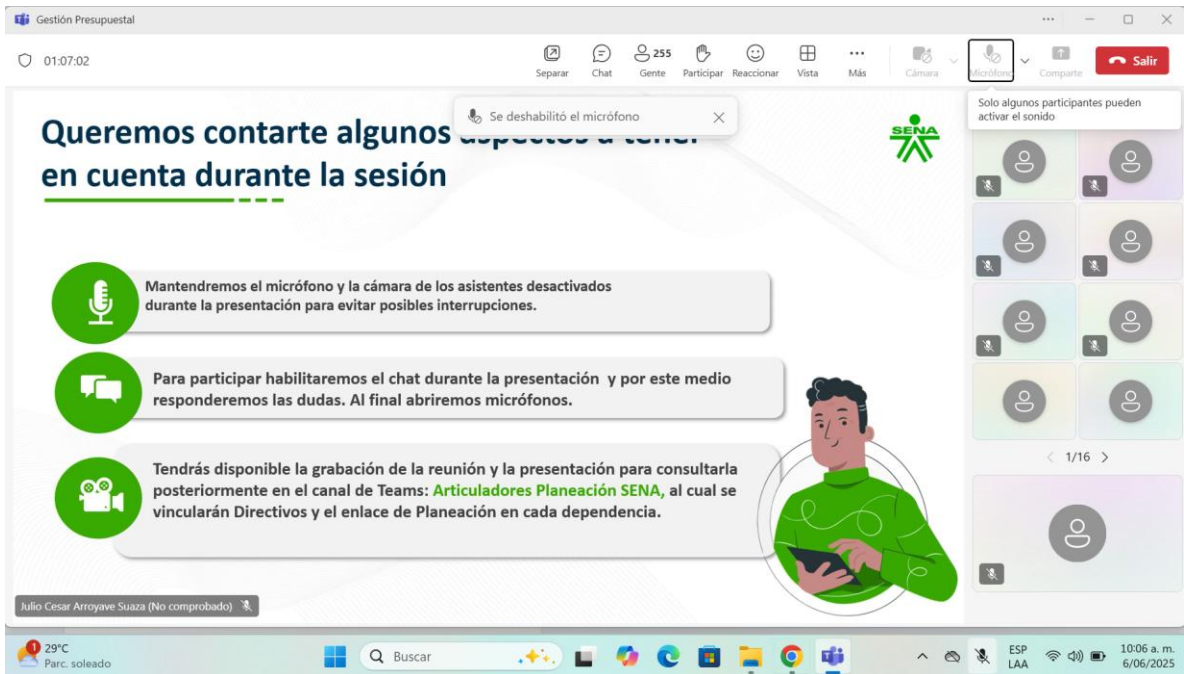 Gestión Presupuestal
01:07:02
Separar
Chat
255
Gente
Participar
Reaccionar
Vista
Más
Cámara
Micrófono
Comparte
Salir
Se deshabilitó el micrófono
Solo algunos participantes pueden
activar el sonido
Queremos contarte algunos aspectos a tener
en cuenta durante la sesión
SENA
Mantendremos el micrófono y la cámara de los asistentes desactivados
durante la presentación para evitar posibles interrupciones.
Para participar habilitaremos el chat durante la presentación y por este medio
responderemos las dudas. Al final abriremos micrófonos.
Tendrás disponible la grabación de la reunión y la presentación para consultarla
posteriormente en el canal de Teams: Articuladores Planeación SENA, al cual se
vincularán Directivos y el enlace de Planeación en cada dependencia.
1/16
Julio Cesar Arroyave Suaza (No comprobado)
1
29°C
Parc. soleado
Buscar
ESP
LAA
10:06 a. m.
6/06/2025